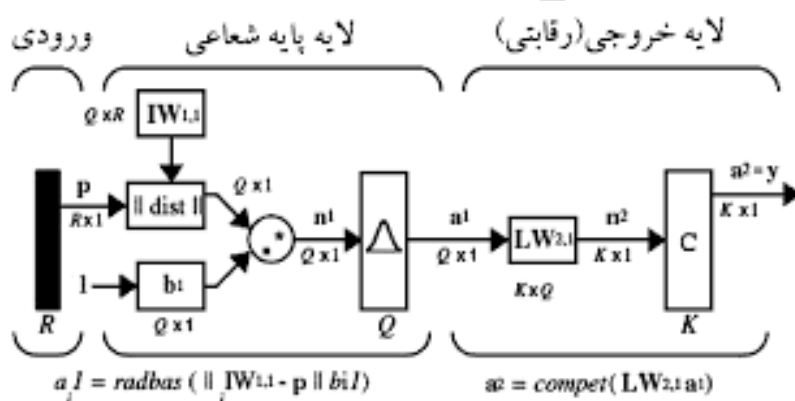 ورودی
لایه پایه شعاعی
لایه خروجی(رقابتی)
Q x R
IW1,1
p
R x 1
|| dist ||
Q x 1
1
b1
Q x 1
n1
Q x 1
a1
Q x 1
LW2,1
K x Q
n2
K x 1
C
a2 = y
K x 1
R
Q
K
ai1 = radbas ( || iIW1,1 - p || bi1)
a2 = compet( LW2,1 a1)